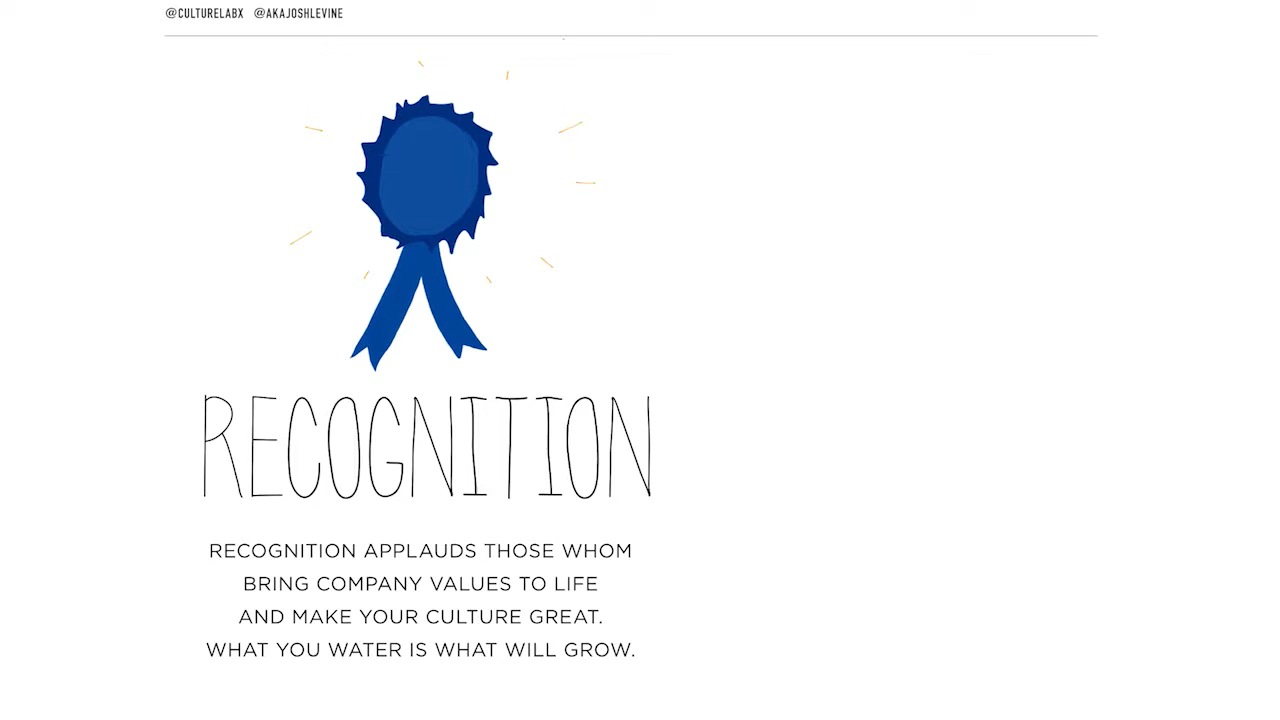 @CULTURELABX @AKAJOSHLEVINE
RECOGNITION
RECOGNITION APPLAUDS THOSE WHOM
BRING COMPANY VALUES TO LIFE
AND MAKE YOUR CULTURE GREAT.
WHAT YOU WATER IS WHAT WILL GROW.